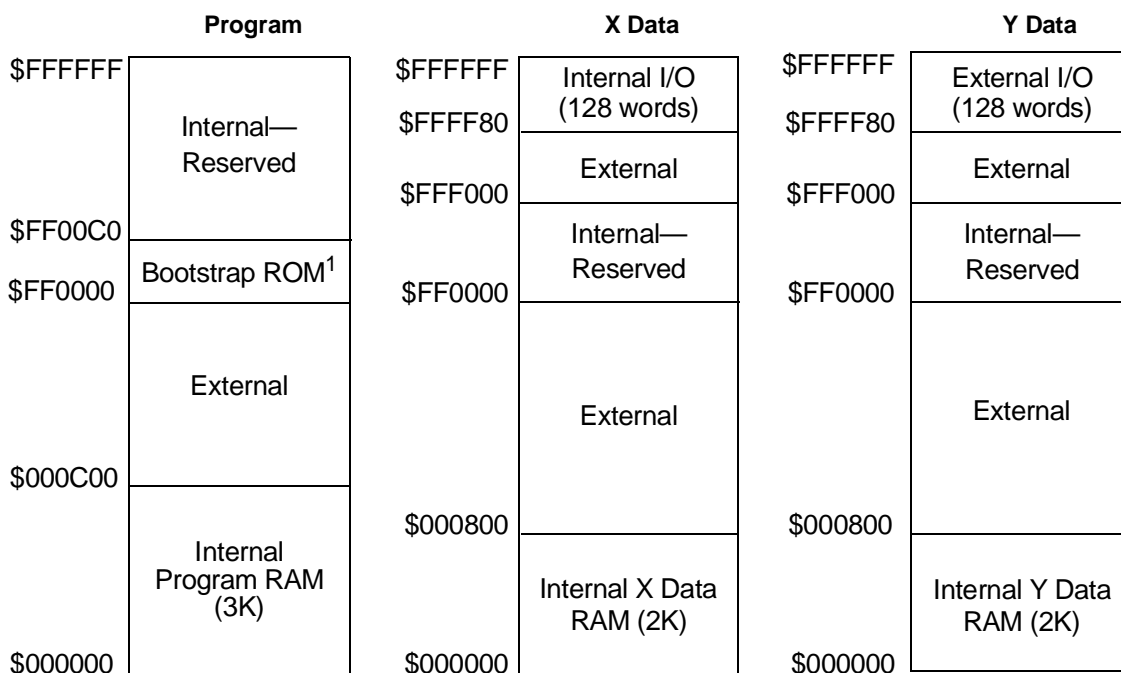 Program
$FFFFFF
Internal—
Reserved
$FF00C0
Bootstrap ROM1
$FF0000
External
$000C00
Internal
Program RAM
(3K)
$000000
X Data
$FFFFFF
Internal I/O
(128 words)
$FFFF80
External
$FFF000
Internal—
Reserved
$FF0000
External
$000800
Internal X Data
RAM (2K)
$000000
Y Data
$FFFFFF
External I/O
(128 words)
$FFFF80
External
$FFF000
Internal—
Reserved
$FF0000
External
$000800
Internal Y Data
RAM (2K)
$000000